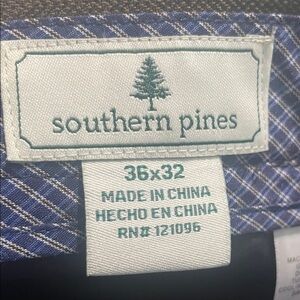 southern pines
36x32
MADE IN CHINA
HECHO EN CHINA
RN# 121096